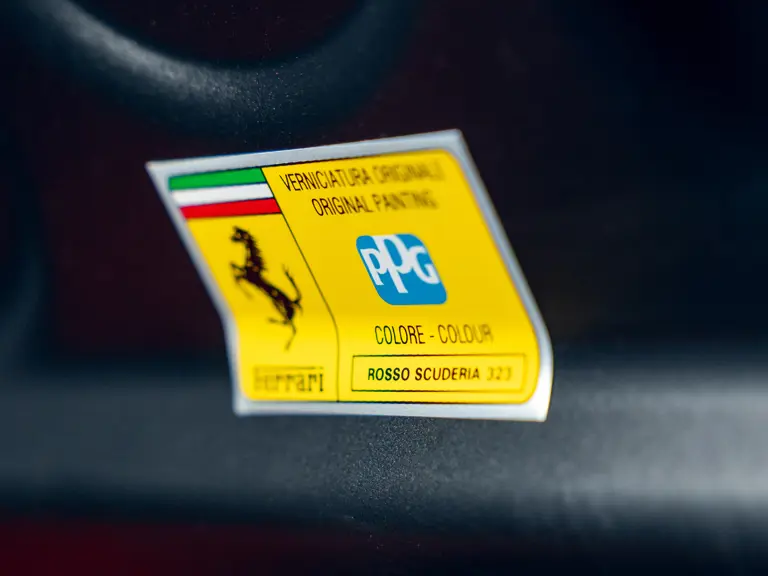 VERNICIATURA ORIGINALE
ORIGINAL PAINTING
PPG
COLORE - COLOUR
ROSSO SCUDERIA 323
Ferrari